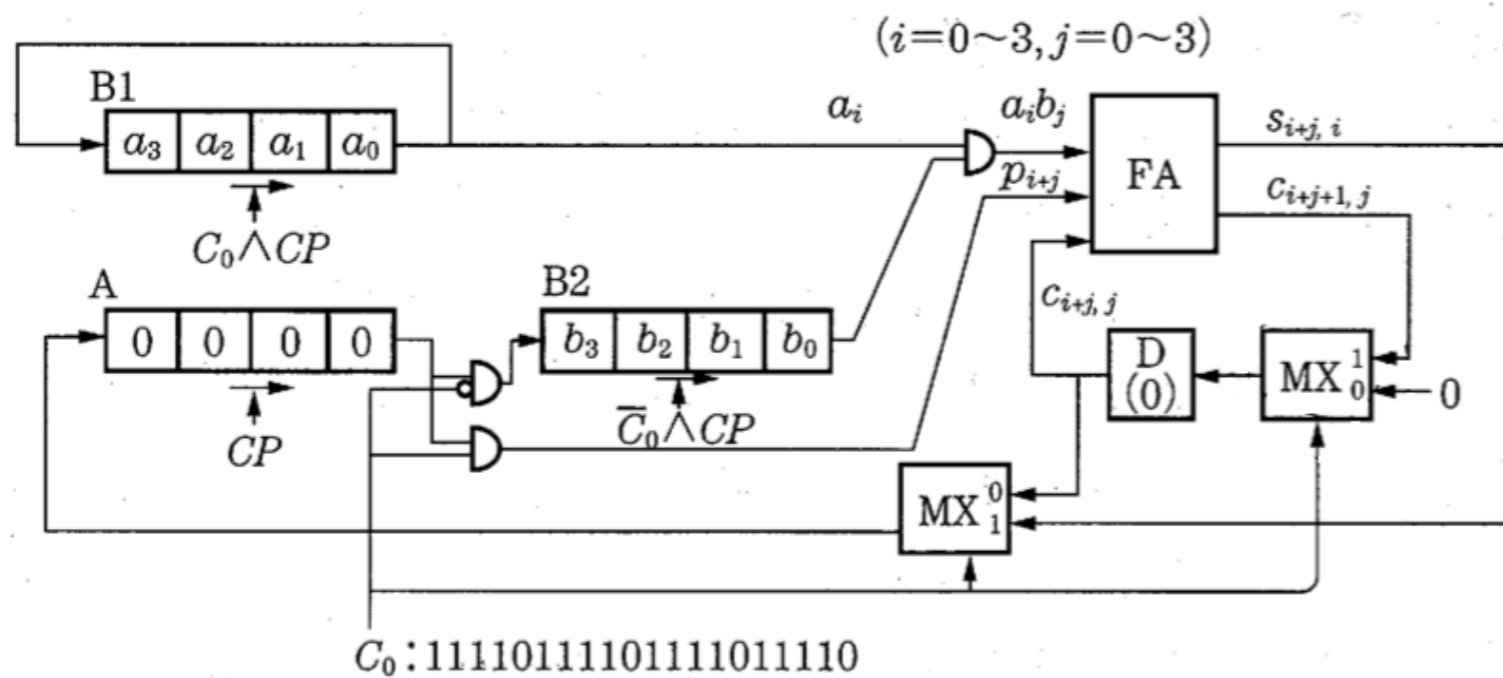 (i=0~3, j=0~3)
B1
a₃ a₂ a₁ a₀
C₀∧CP
aᵢ
aᵢbⱼ
pᵢ₊ⱼ
FA
sᵢ₊ⱼ, ᵢ
cᵢ₊ⱼ₊₁, ⱼ
cᵢ₊ⱼ, ⱼ
A
0 0 0 0
CP
B2
b₃ b₂ b₁ b₀
C̅₀∧CP
D
(0)
MX 1 0
0
MX 0 1
C₀:11110111101111011110